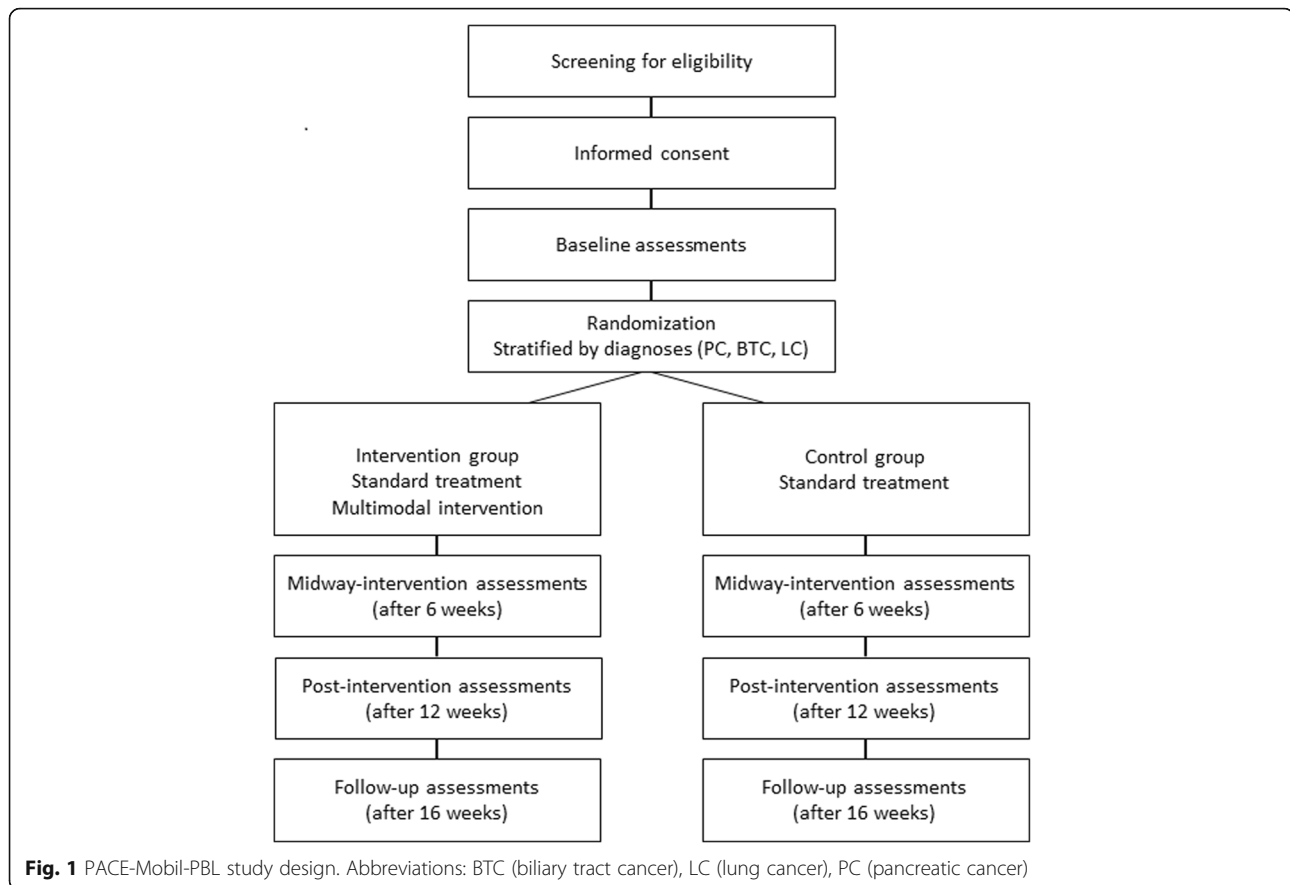 Screening for eligibility
Informed consent
Baseline assessments
Randomization
Stratified by diagnoses (PC, BTC, LC)
Intervention group
Standard treatment
Multimodal intervention
Control group
Standard treatment
Midway-intervention assessments
(after 6 weeks)
Midway-intervention assessments
(after 6 weeks)
Post-intervention assessments
(after 12 weeks)
Post-intervention assessments
(after 12 weeks)
Follow-up assessments
(after 16 weeks)
Follow-up assessments
(after 16 weeks)
Fig. 1 PACE-Mobil-PBL study design. Abbreviations: BTC (biliary tract cancer), LC (lung cancer), PC (pancreatic cancer)